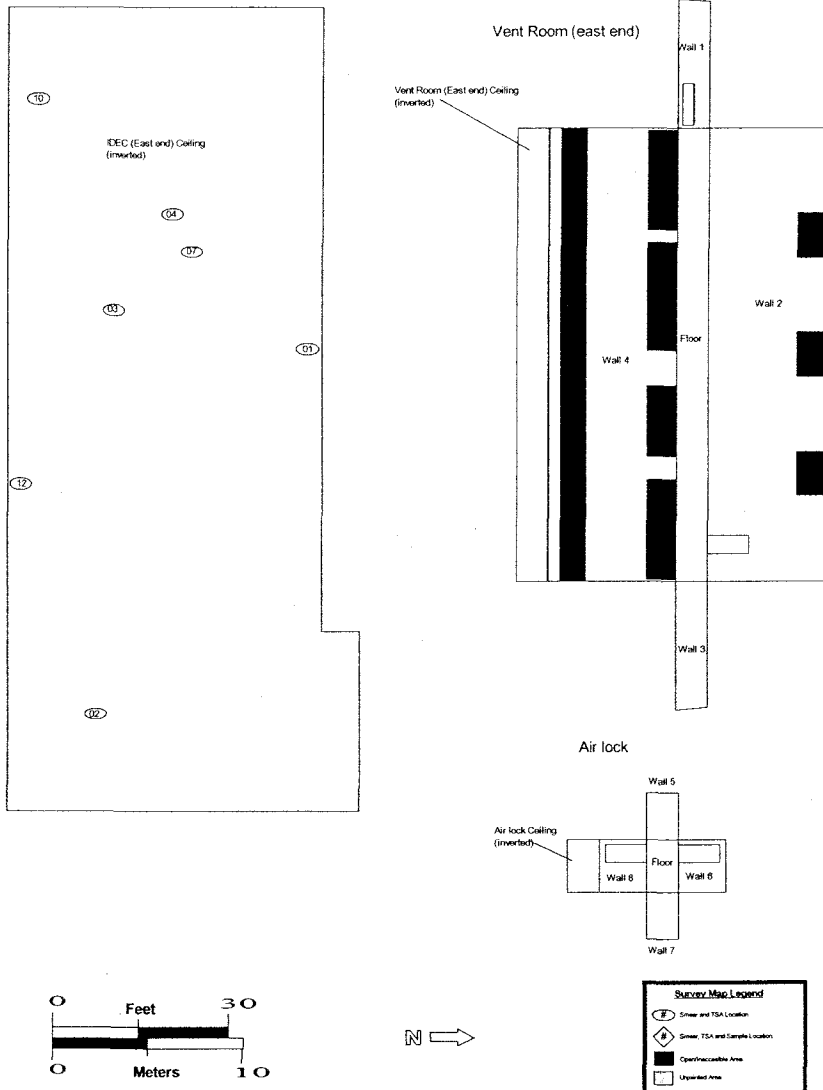 Vent Room (east end)
Wall 1
Vent Room (East end) Ceiling
(inverted)
10
IDEC (East end) Ceiling
(inverted)
04
07
03
01
12
02
Wall 2
Floor
Wall 4
Wall 3
Air lock
Wall 5
Air lock Ceiling
(inverted)
Floor
Wall 8
Wall 6
Wall 7
0 Feet 30
0 Meters 10
N
Survey Map Legend
# Smear and TSA Location
# Smear, TSA and Sample Location
Open/Inaccessible Area
Unpainted Area